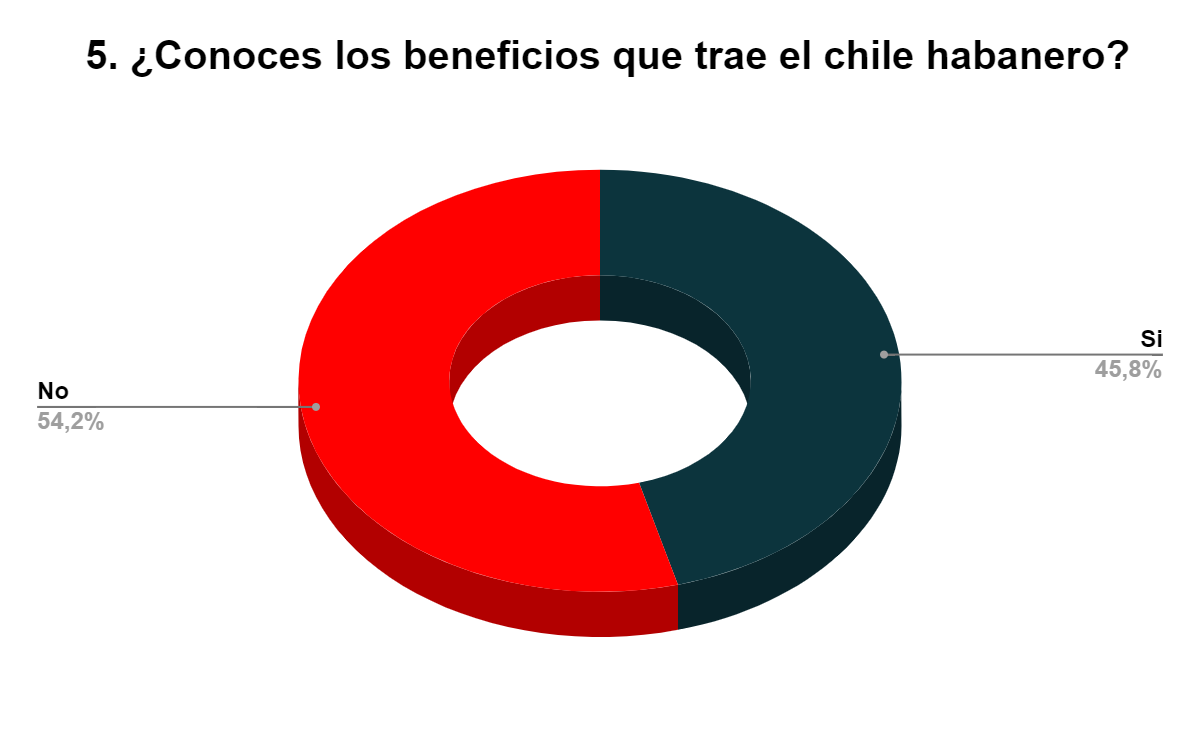 5. ¿Conoces los beneficios que trae el chile habanero?
Si
45,8%
No
54,2%